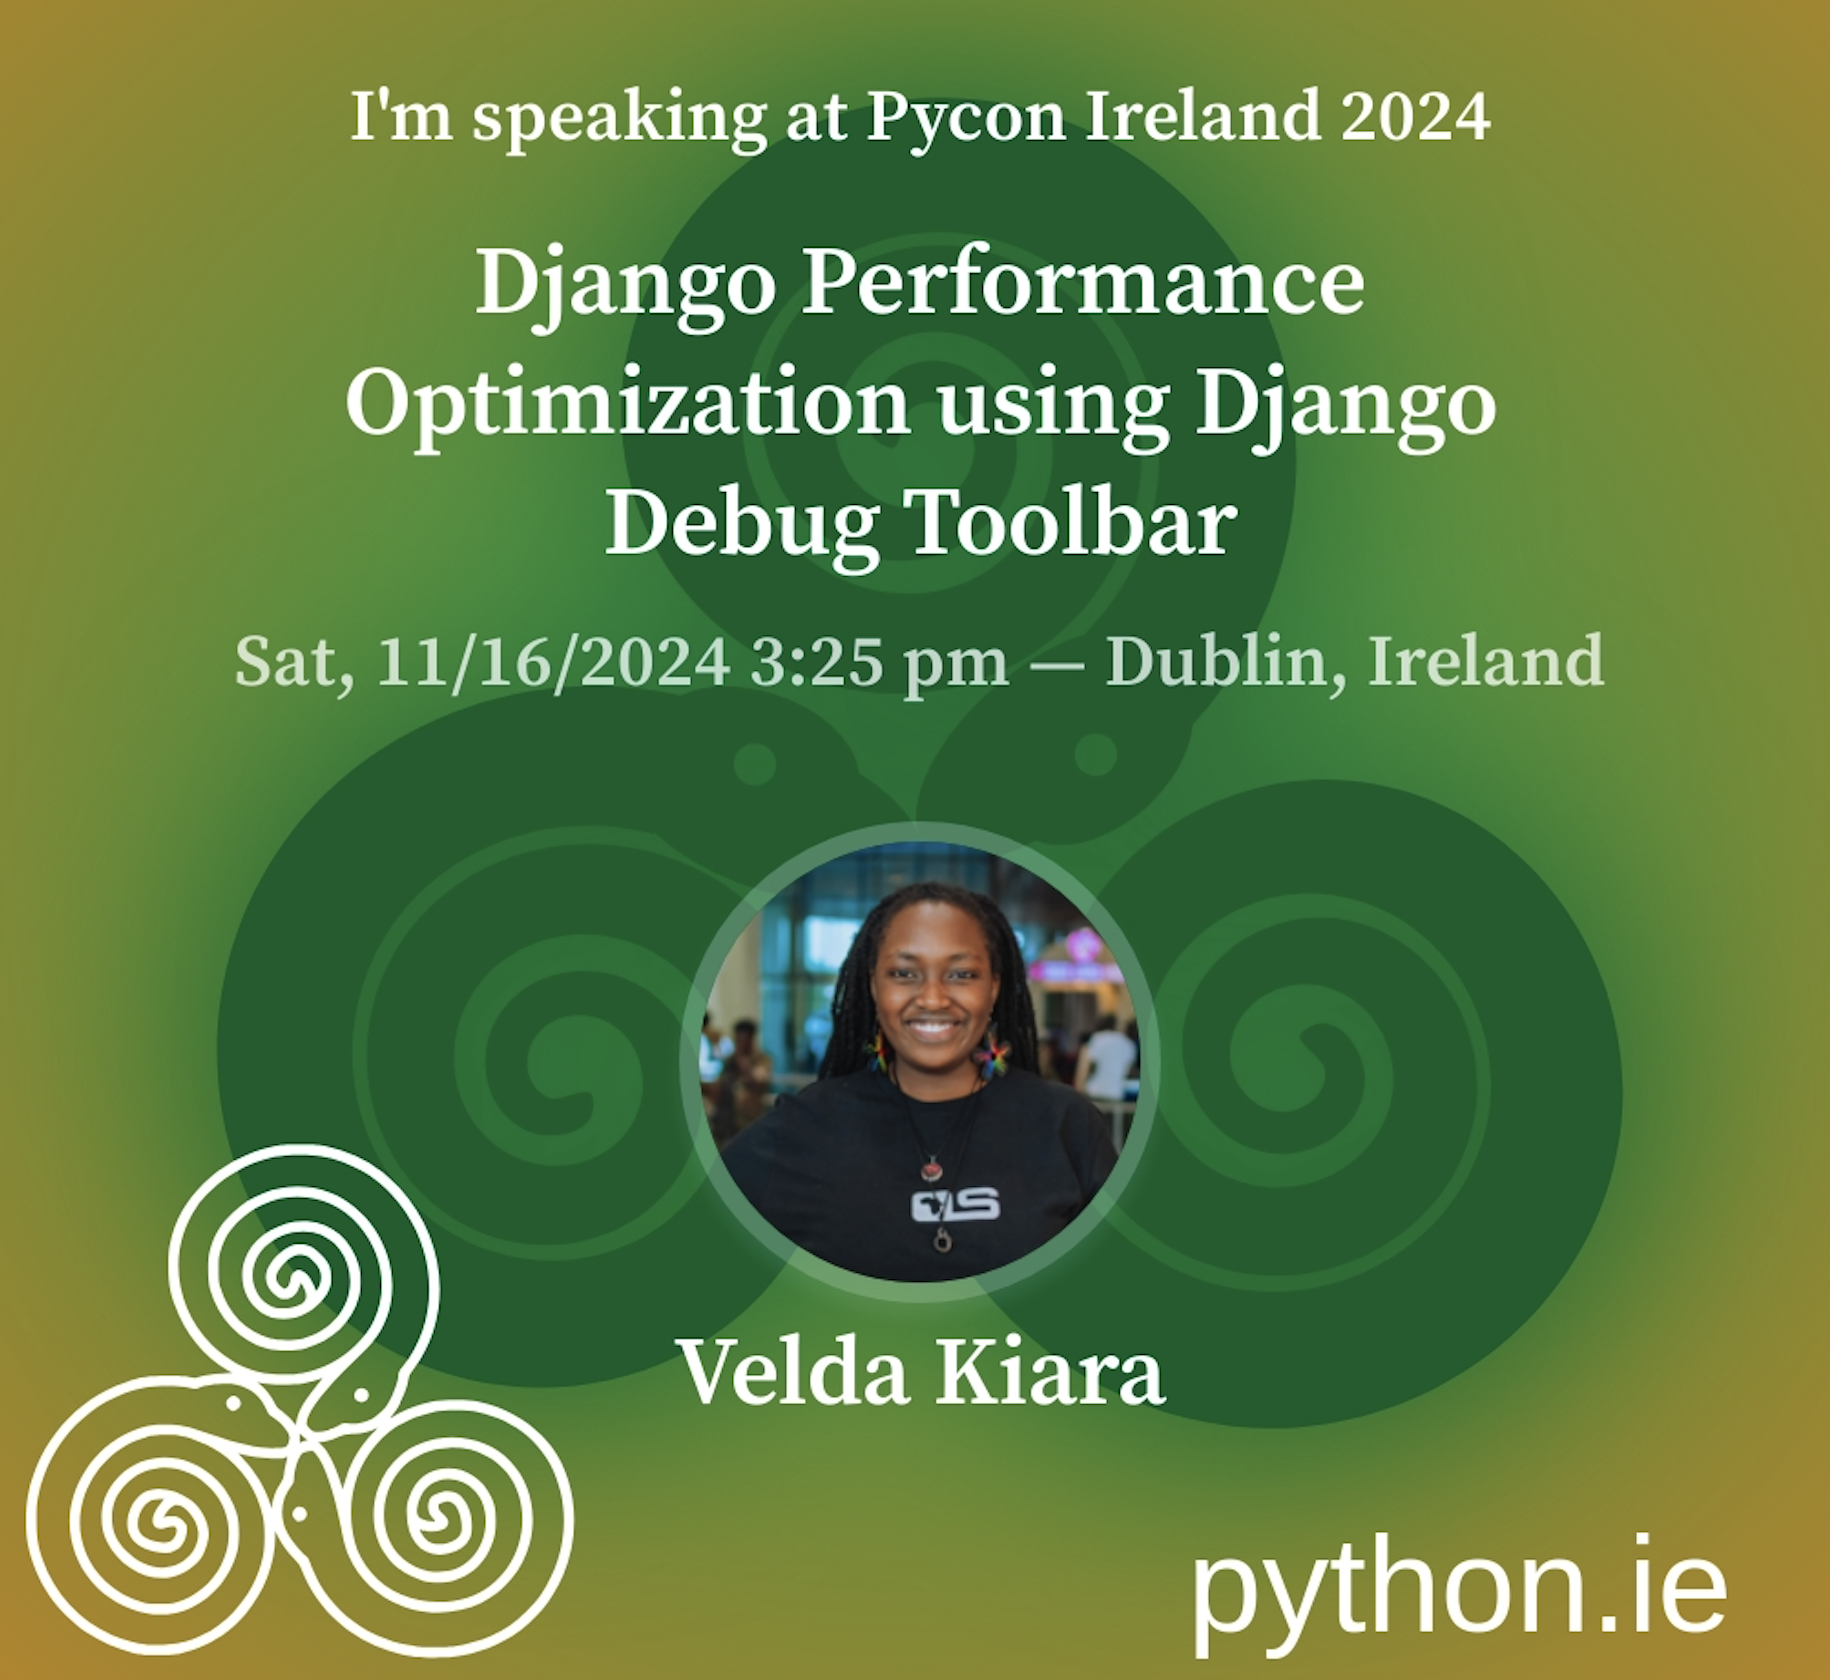 I'm speaking at Pycon Ireland 2024
Django Performance
Optimization using Django
Debug Toolbar
Sat, 11/16/2024 3:25 pm — Dublin, Ireland
Velda Kiara
python.ie